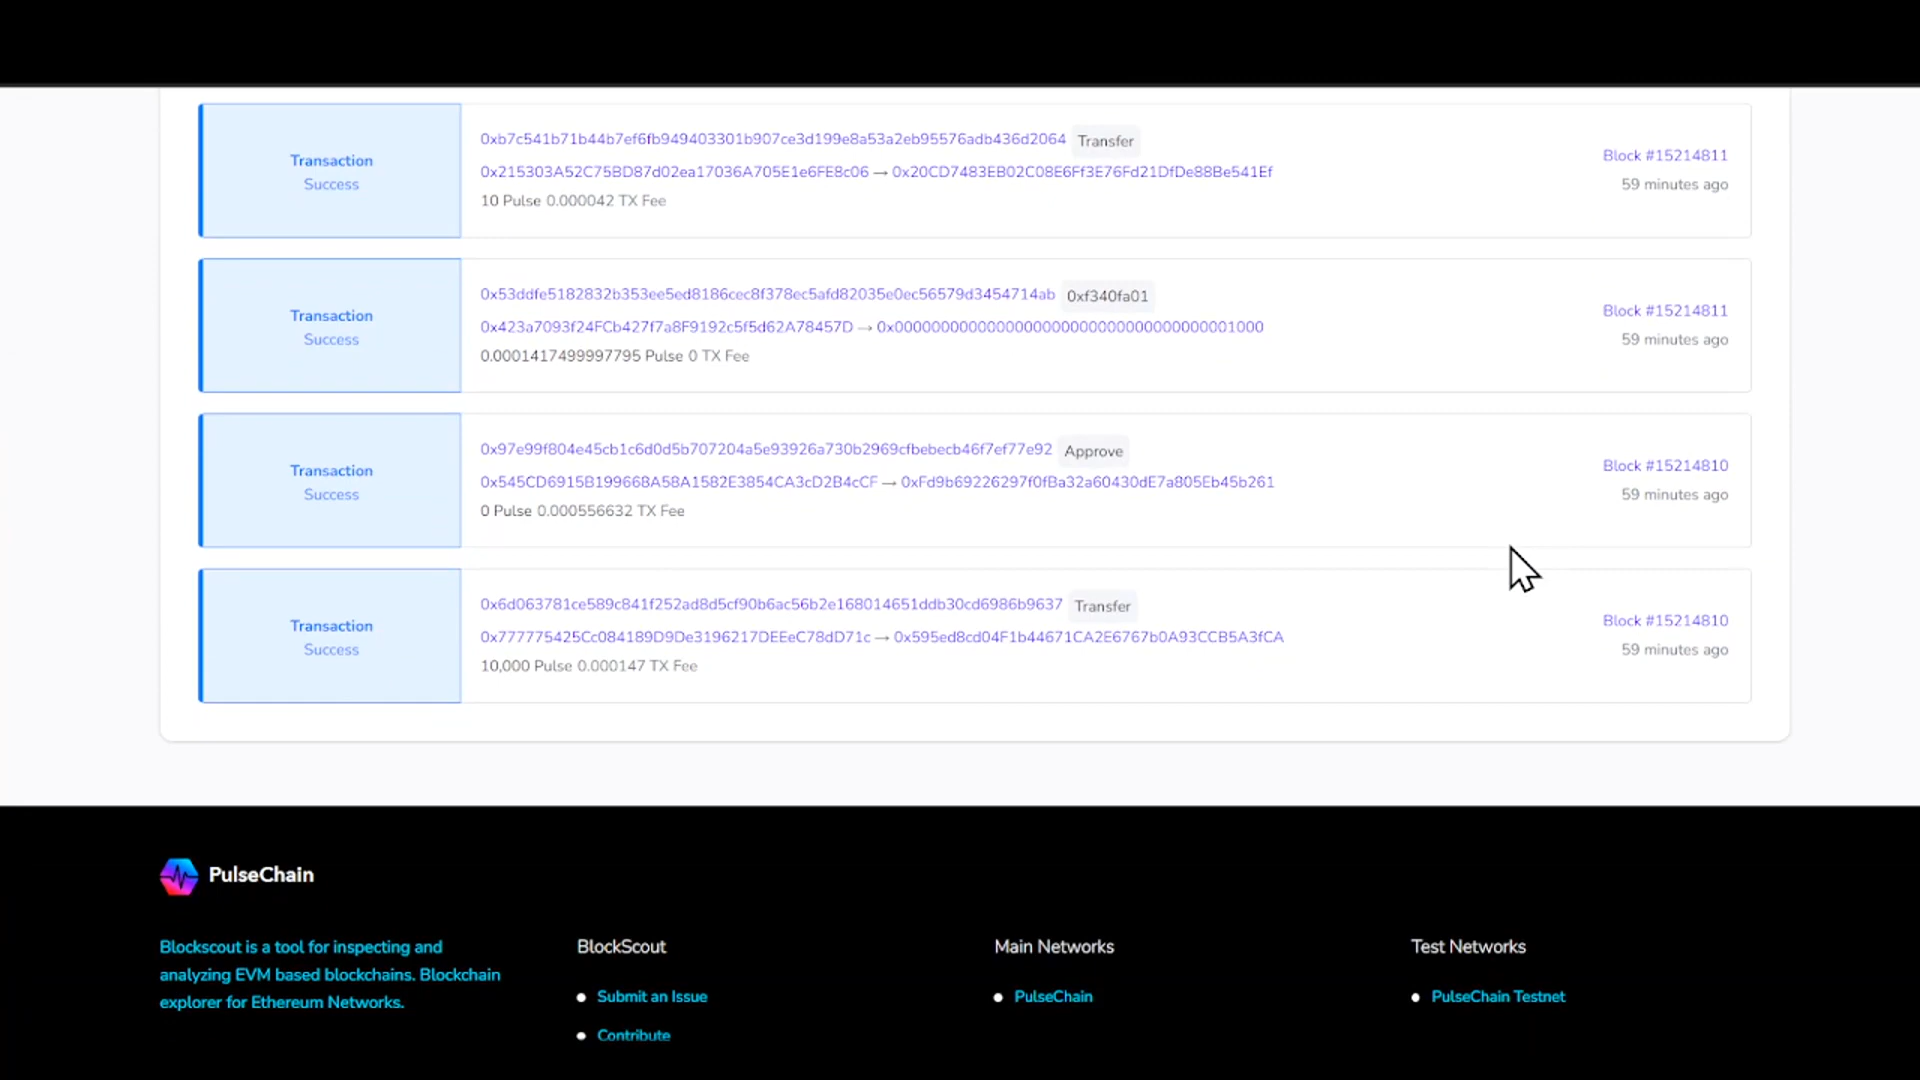 Transaction
Success
0xb7c541b71b44b7ef6fb949403301b907ce3d199e8a53a2eb95576adb436d2064 Transfer
0x215303A52C75BD87d02ea17036A705E1e6FE8c06 → 0x20CD7483EB02C08E6Ff3E76Fd21DfDe88Be541Ef
10 Pulse 0.000042 TX Fee
Block #15214811
59 minutes ago
Transaction
Success
0x53ddfe5182832b353ee5ed8186cec8f378ec5afd82035e0ec56579d3454714ab 0xf340fa01
0x423a7093f24FCb427f7a8F9192c5f5d62A78457D → 0x0000000000000000000000000000000000001000
0.0001417499997795 Pulse 0 TX Fee
Block #15214811
59 minutes ago
Transaction
Success
0x97e99f804e45cb1c6d0d5b707204a5e93926a730b2969cfbebecb46f7ef77e92 Approve
0x545CD6915B199668A58A1582E3854CA3cD2B4cCF → 0xFd9b69226297f0fBa32a60430dE7a805Eb45b261
0 Pulse 0.000556632 TX Fee
Block #15214810
59 minutes ago
Transaction
Success
0x6d063781ce589c841f252ad8d5cf90b6ac56b2e168014651ddb30cd6986b9637 Transfer
0x777775425Cc084189D9De3196217DEEeC78dD71c → 0x595ed8cd04F1b44671CA2E6767b0A93CCB5A3fCA
10,000 Pulse 0.000147 TX Fee
Block #15214810
59 minutes ago
PulseChain
Blockscout is a tool for inspecting and
analyzing EVM based blockchains. Blockchain
explorer for Ethereum Networks.
BlockScout
Submit an Issue
Contribute
Main Networks
PulseChain
Test Networks
PulseChain Testnet